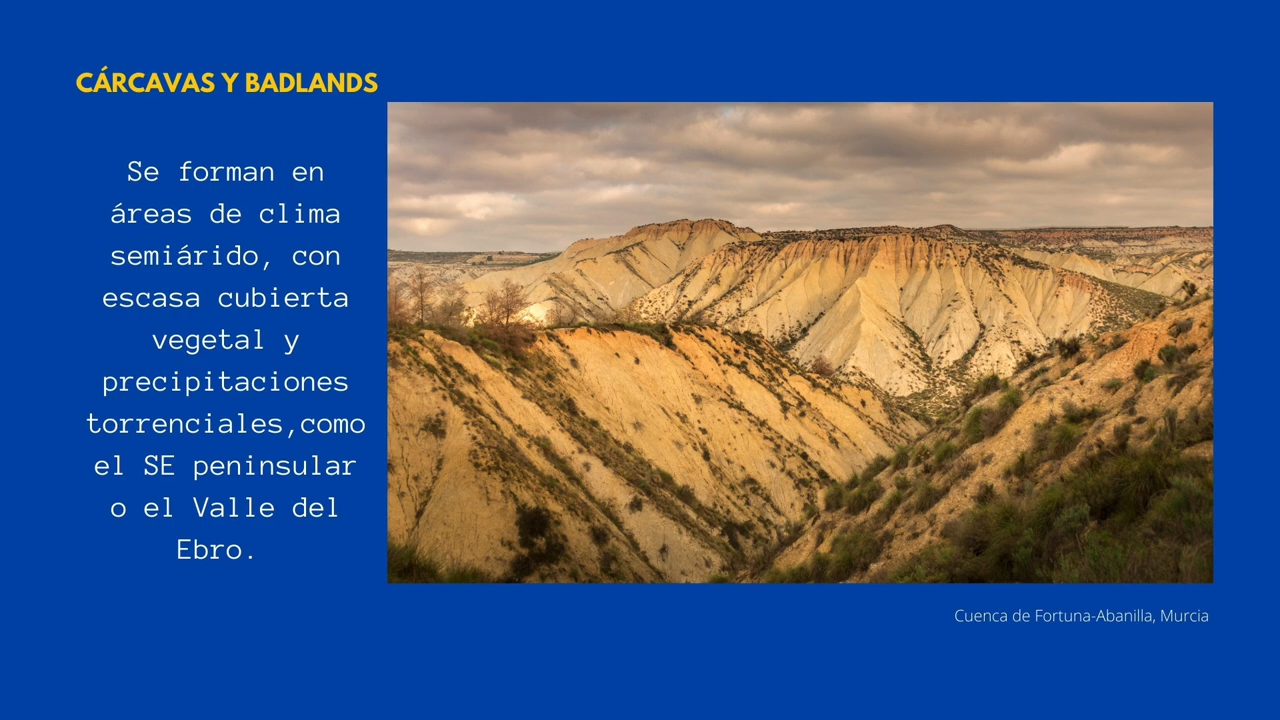 CÁRCAVAS Y BADLANDS
Se forman en
áreas de clima
semiárido, con
escasa cubierta
vegetal y
precipitaciones
torrenciales,como
el SE peninsular
o el Valle del
Ebro.
Cuenca de Fortuna-Abanilla, Murcia